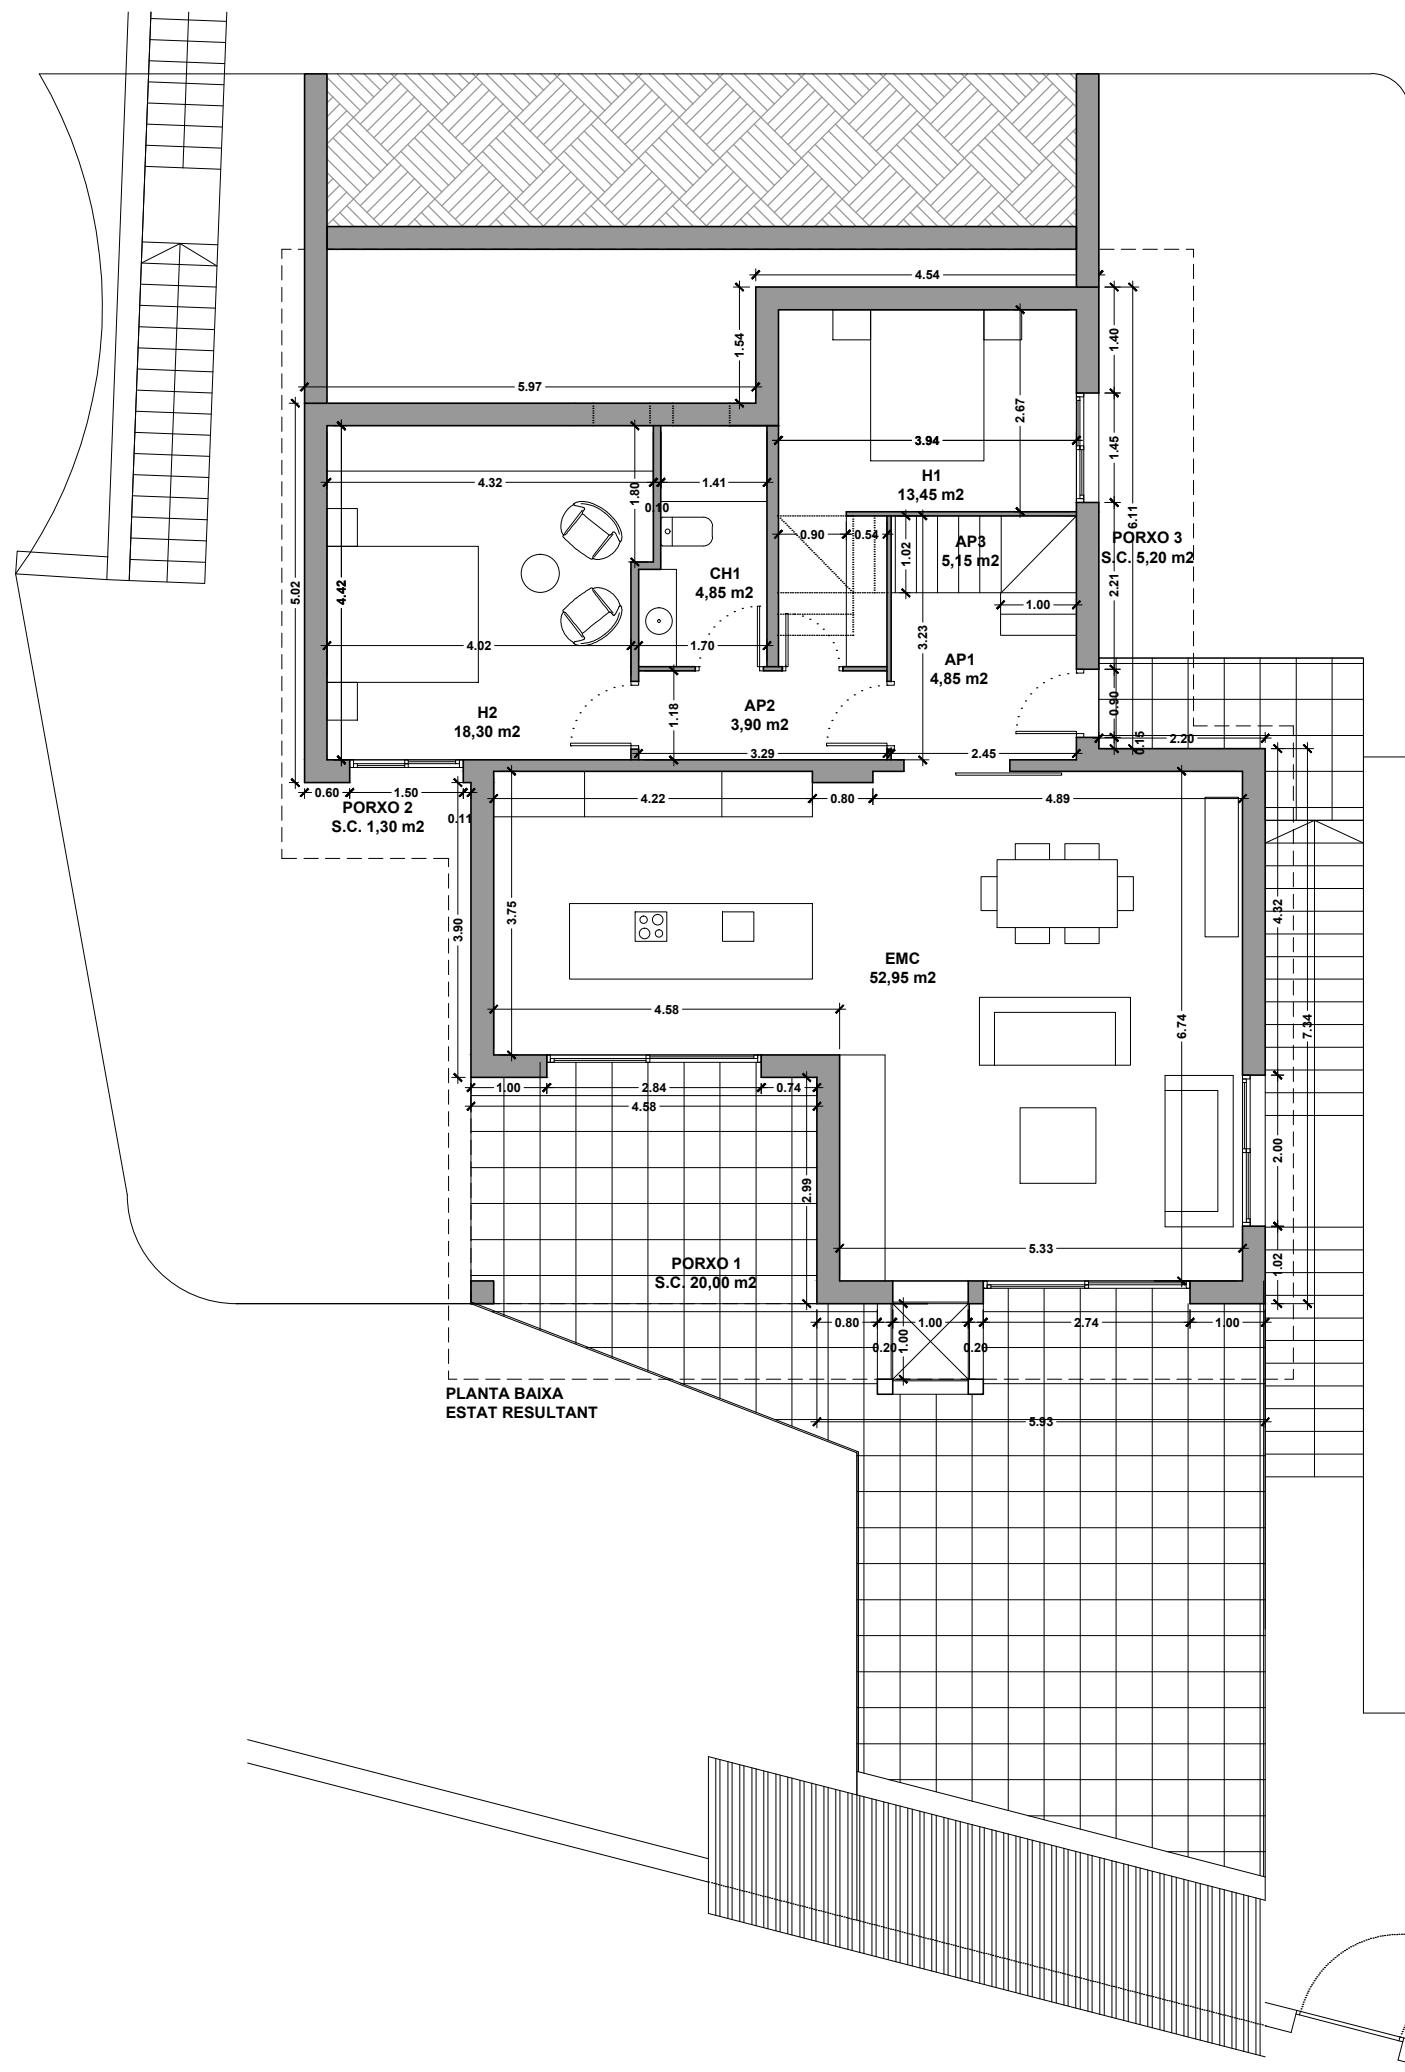 4.54
1.54
1.40
5.97
2.67
3.94
1.45
H1
13,45 m2
6.11
4.32
1.80
1.41
0.10
0.90
0.54
1.02
AP3
5,15 m2
PORXO 3
S.C. 5,20 m2
2.21
5.02
4.42
CH1
4,85 m2
1.00
3.23
4.02
1.70
AP1
4,85 m2
0.90
H2
18,30 m2
1.18
AP2
3,90 m2
0.15
2.20
3.29
2.45
0.60
1.50
0.11
PORXO 2
S.C. 1,30 m2
4.22
0.80
4.89
3.75
3.90
4.32
EMC
52,95 m2
4.58
6.74
7.34
1.00
2.84
0.74
4.58
2.00
2.99
5.33
1.02
PORXO 1
S.C. 20,00 m2
0.80
1.00
2.74
1.00
0.20
1.00
0.20
PLANTA BAIXA
ESTAT RESULTANT
5.93